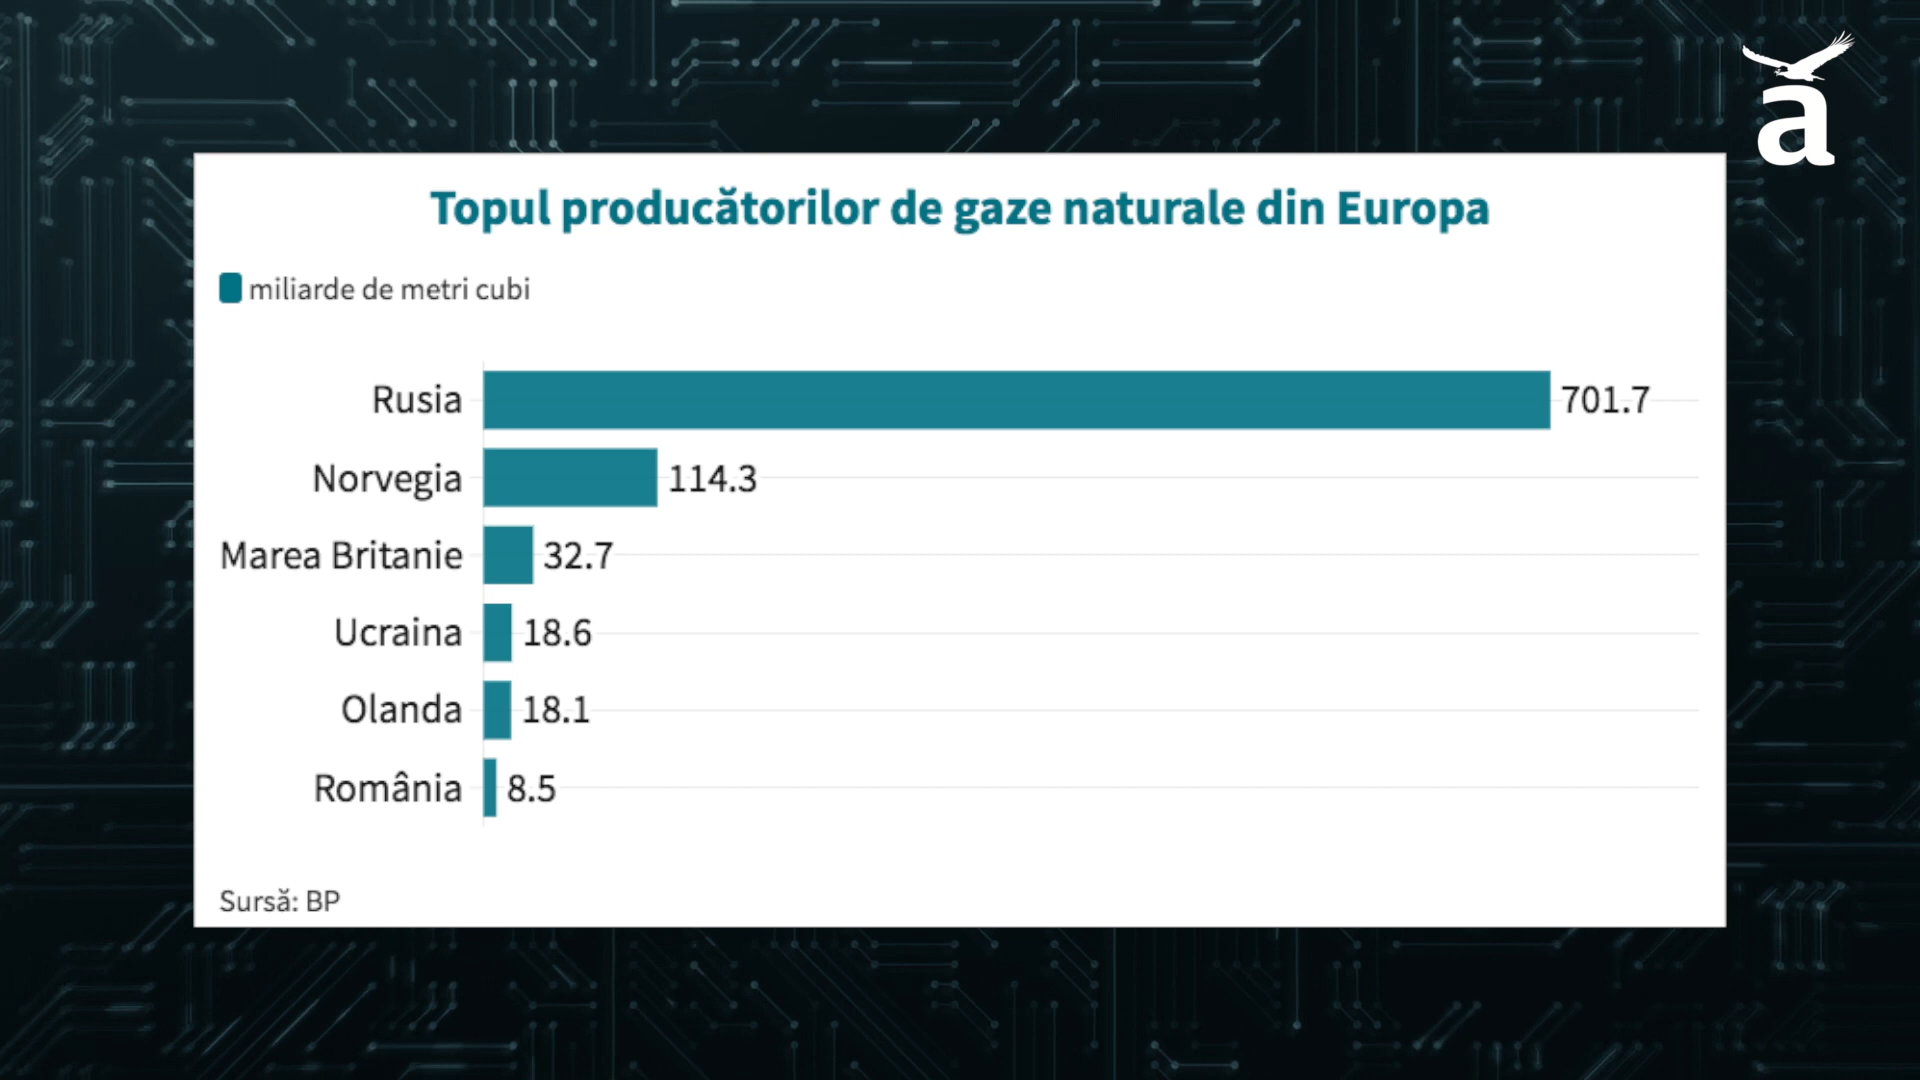 a
Topul producătorilor de gaze naturale din Europa
miliarde de metri cubi
Rusia 701.7
Norvegia 114.3
Marea Britanie 32.7
Ucraina 18.6
Olanda 18.1
România 8.5
Sursă: BP